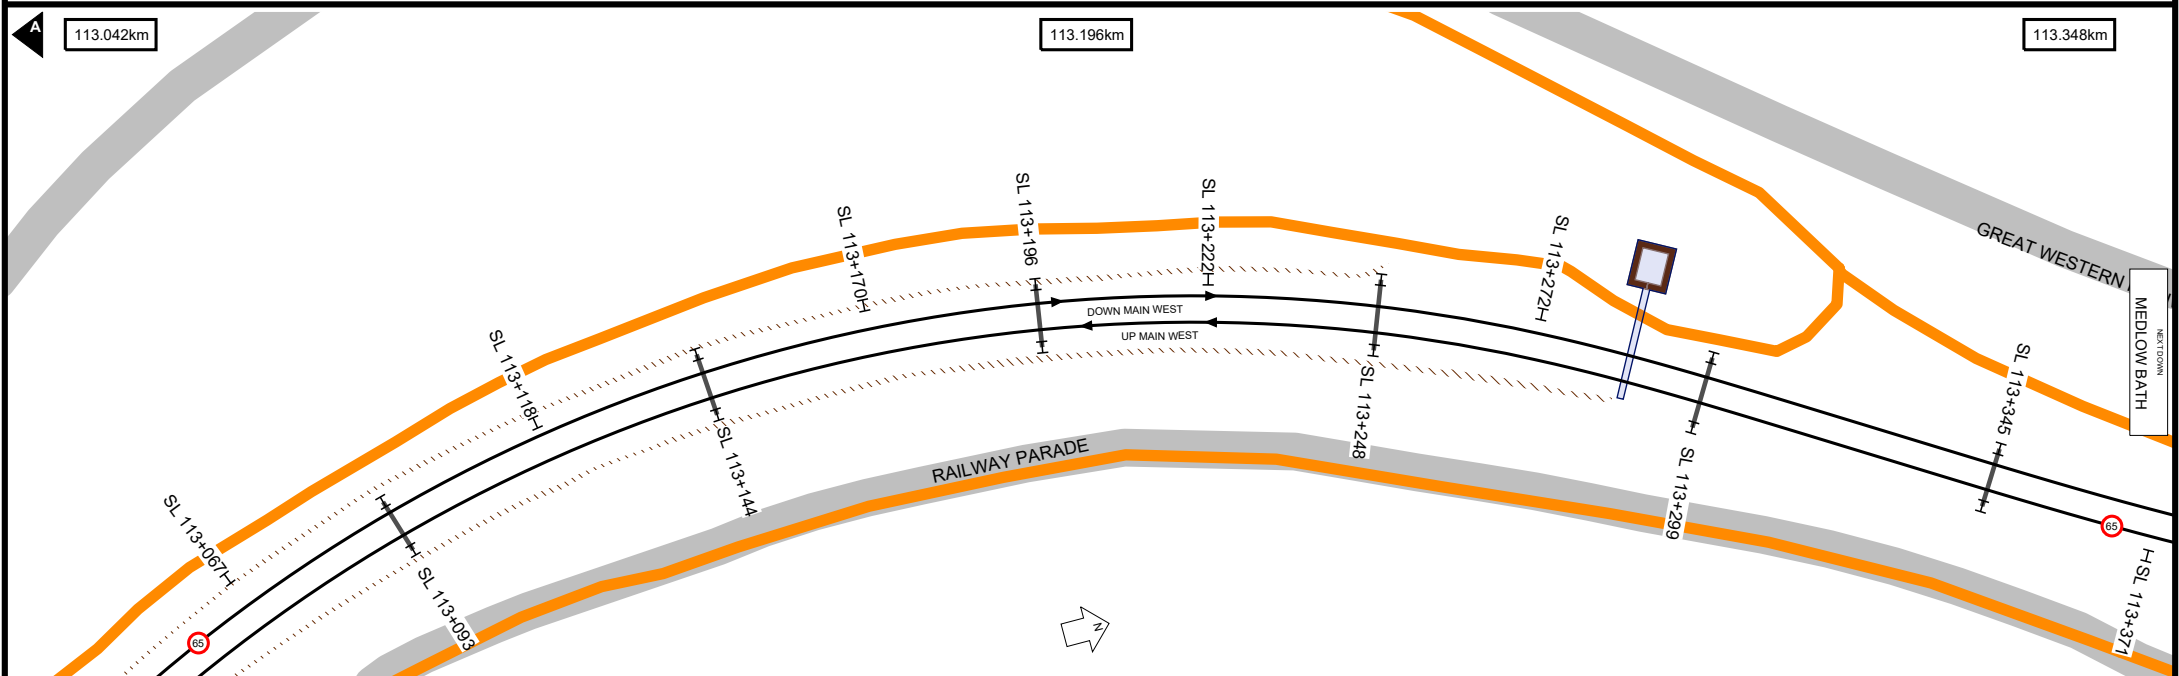 A
113.042km
113.196km
113.348km
SL 113+067
SL 113+093
SL 113+118
SL 113+144
SL 113+170
SL 113+196
SL 113+222
SL 113+248
SL 113+272
SL 113+299
SL 113+345
SL 113+371
DOWN MAIN WEST
UP MAIN WEST
RAILWAY PARADE
GREAT WESTERN
NEXT DOWN
MEDLOW BATH
65
65
N